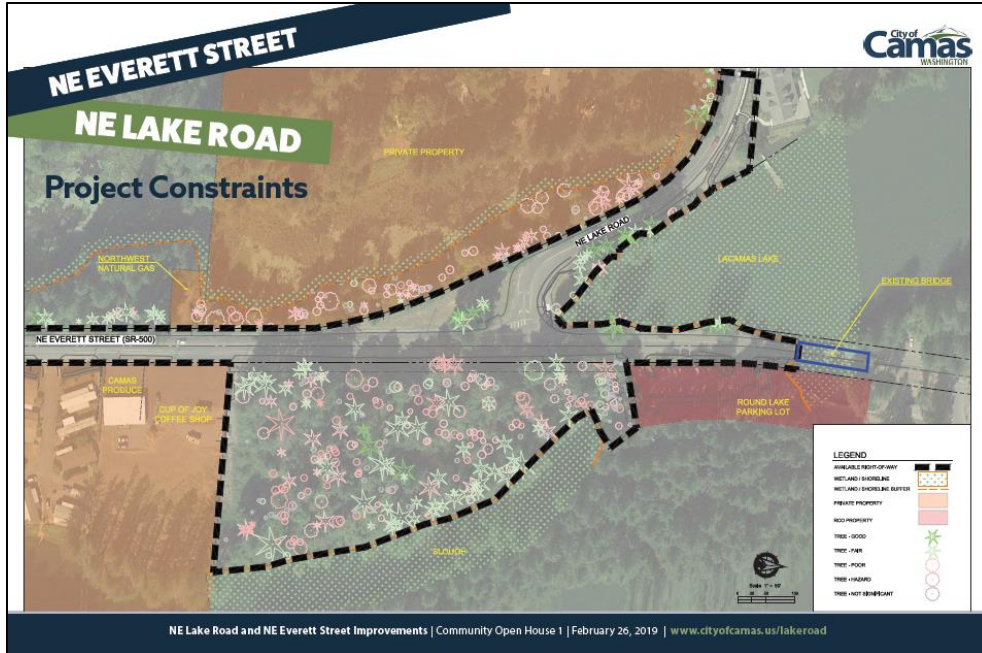 NE EVERETT STREET
City of
Camas
WASHINGTON
NE LAKE ROAD
Project Constraints
PRIVATE PROPERTY
NORTHWEST
NATURAL GAS
NE LAKE ROAD
LACAMAS LAKE
EXISTING BRIDGE
NE EVERETT STREET (SR-500)
CAMAS
PRODUCE
CUP OF JOY
COFFEE SHOP
ROUND LAKE
PARKING LOT
SLOUGH
LEGEND
AVAILABLE RIGHT-OF-WAY
WETLAND / SHORELINE
WETLAND / SHORELINE BUFFER
PRIVATE PROPERTY
RCO PROPERTY
TREE - GOOD
TREE - FAIR
TREE - POOR
TREE - HAZARD
TREE - NOT SIGNIFICANT
NE Lake Road and NE Everett Street Improvements | Community Open House 1 | February 26, 2019 | www.cityofcamas.us/lakeroad